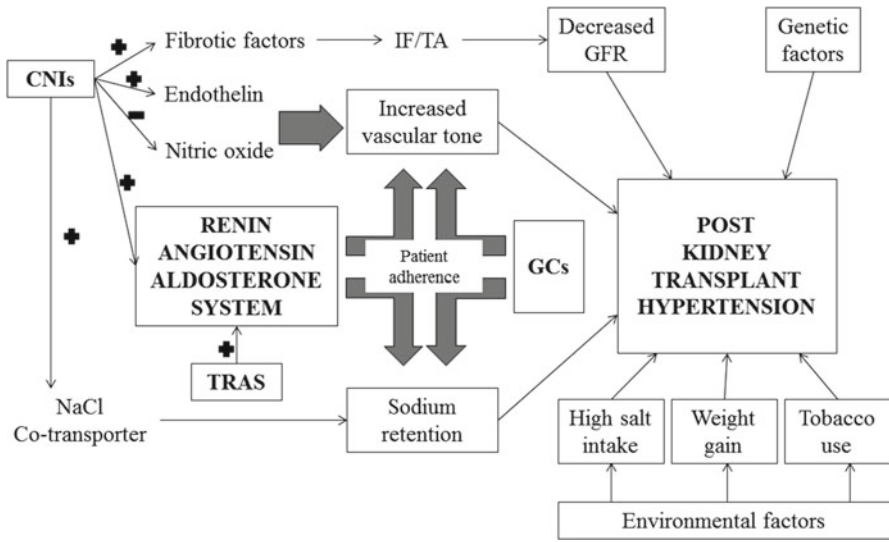 Fibrotic factors
IF/TA
Decreased
GFR
Genetic
factors
CNIs
Endothelin
Nitric oxide
Increased
vascular tone
RENIN
ANGIOTENSIN
ALDOSTERONE
SYSTEM
Patient
adherence
GCs
POST
KIDNEY
TRANSPLANT
HYPERTENSION
TRAS
NaCl
Co-transporter
Sodium
retention
High salt
intake
Weight
gain
Tobacco
use
Environmental factors